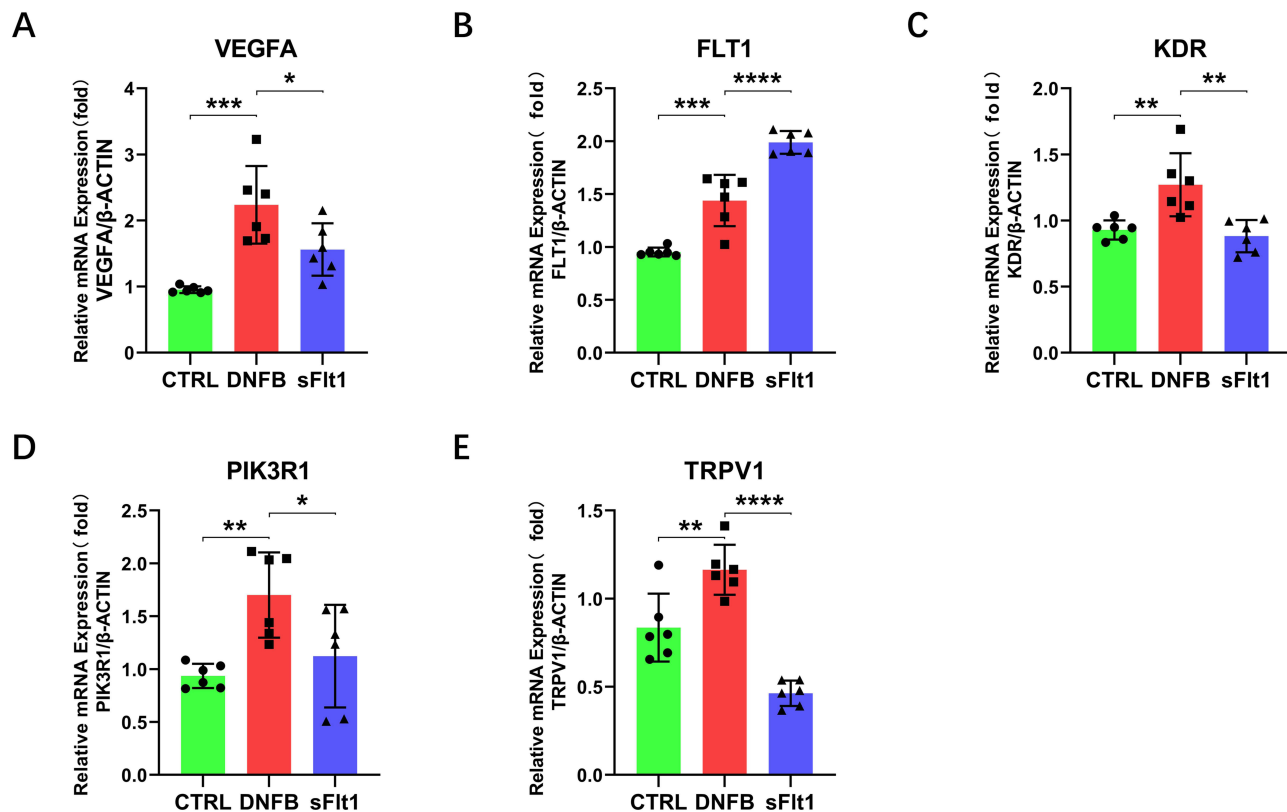 A
VEGFA
Relative mRNA Expression(fold)
VEGFA/β-ACTIN
4
3
2
1
0
***
*
CTRL DNFB sFlt1
B
FLT1
Relative mRNA Expression( fold)
FLT1/β-ACTIN
2.5
2.0
1.5
1.0
0.5
0.0
***
****
CTRL DNFB sFlt1
C
KDR
Relative mRNA Expression( fold)
KDR/β-ACTIN
2.0
1.5
1.0
0.5
0.0
**
**
CTRL DNFB sFlt1
D
PIK3R1
Relative mRNA Expression( fold)
PIK3R1/β-ACTIN
2.5
2.0
1.5
1.0
0.5
0.0
**
*
CTRL DNFB sFlt1
E
TRPV1
Relative mRNA Expression( fold)
TRPV1/β-ACTIN
1.5
1.0
0.5
0.0
**
****
CTRL DNFB sFlt1